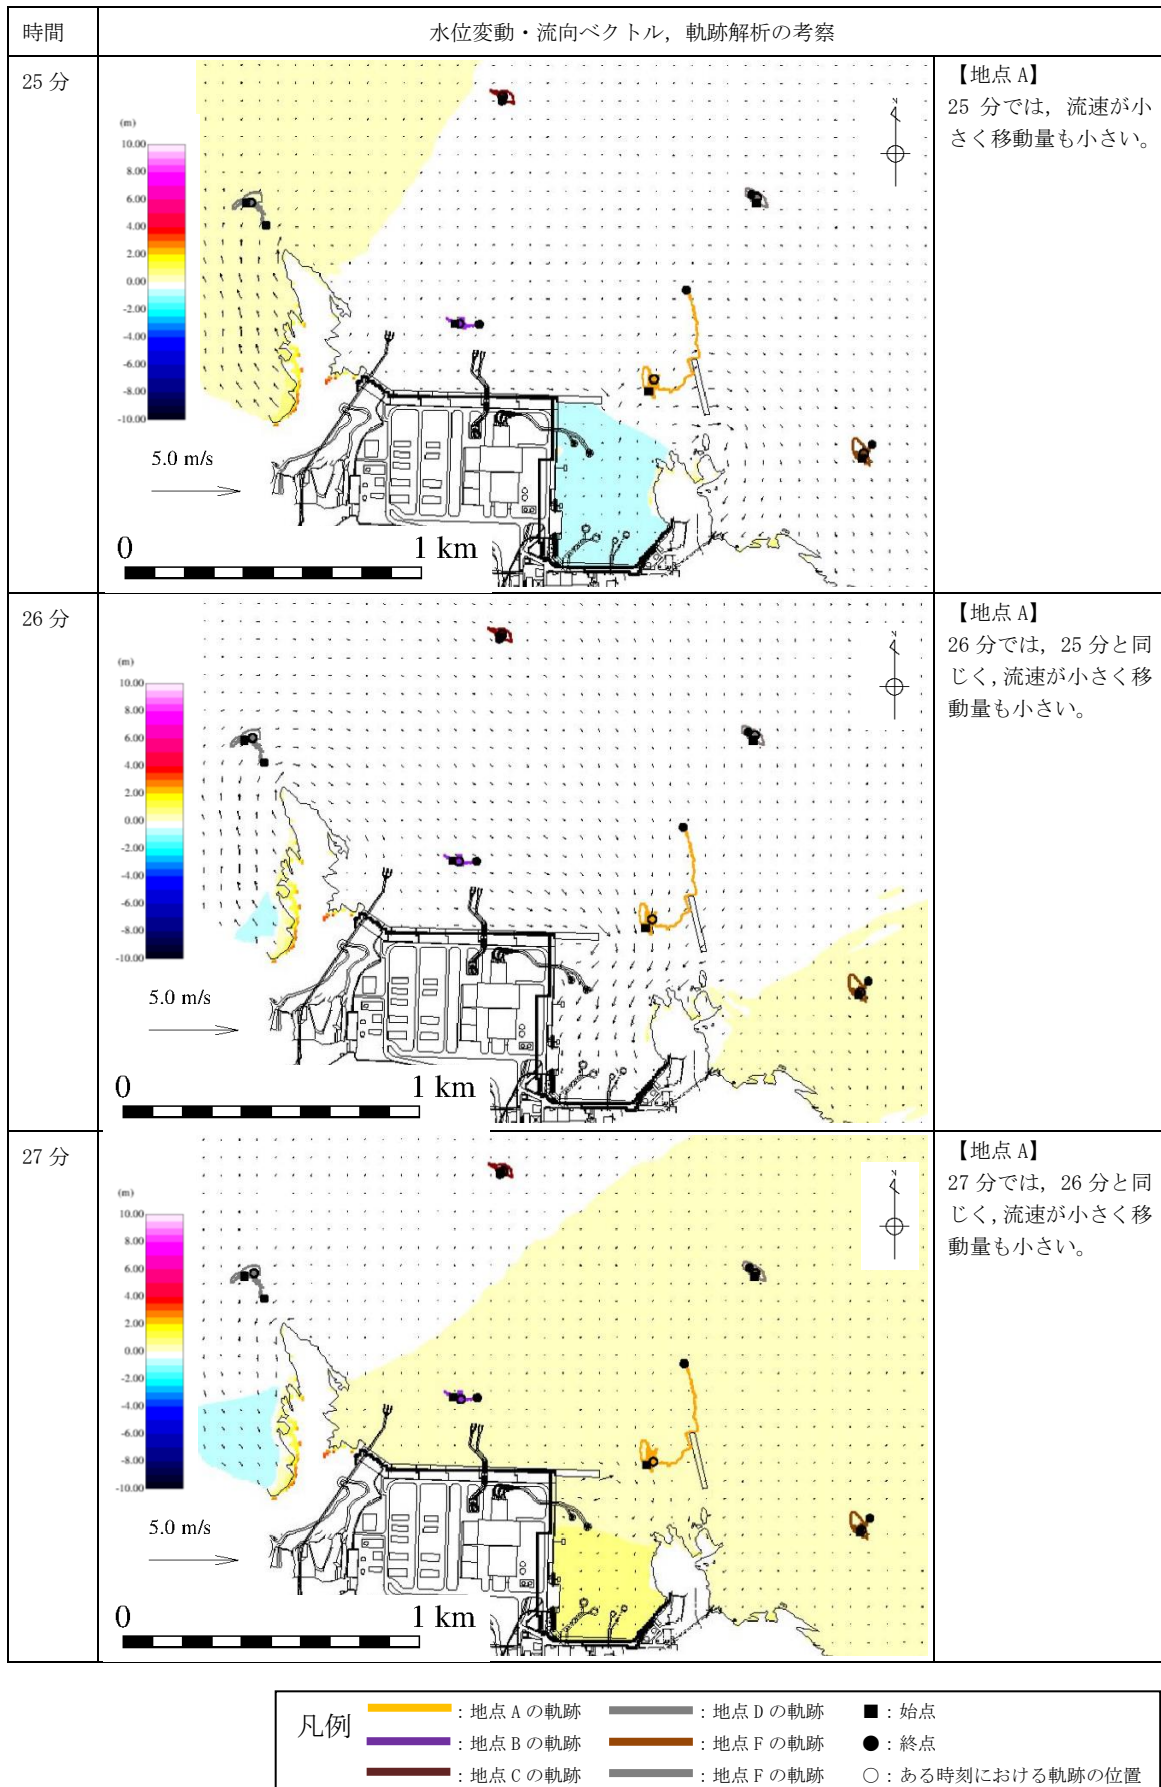 時間
水位変動・流向ベクトル，軌跡解析の考察
25 分
(m)
10.00
8.00
6.00
4.00
2.00
0.00
-2.00
-4.00
-6.00
-8.00
-10.00
N
5.0 m/s
0
1 km
【地点 A】
25 分では，流速が小
さく移動量も小さい。
26 分
(m)
10.00
8.00
6.00
4.00
2.00
0.00
-2.00
-4.00
-6.00
-8.00
-10.00
N
5.0 m/s
0
1 km
【地点 A】
26 分では，25 分と同
じく，流速が小さく移
動量も小さい。
27 分
(m)
10.00
8.00
6.00
4.00
2.00
0.00
-2.00
-4.00
-6.00
-8.00
-10.00
N
5.0 m/s
0
1 km
【地点 A】
27 分では，26 分と同
じく，流速が小さく移
動量も小さい。
凡例
：地点 A の軌跡
：地点 D の軌跡
■：始点
：地点 B の軌跡
：地点 F の軌跡
●：終点
：地点 C の軌跡
：地点 F の軌跡
○：ある時刻における軌跡の位置